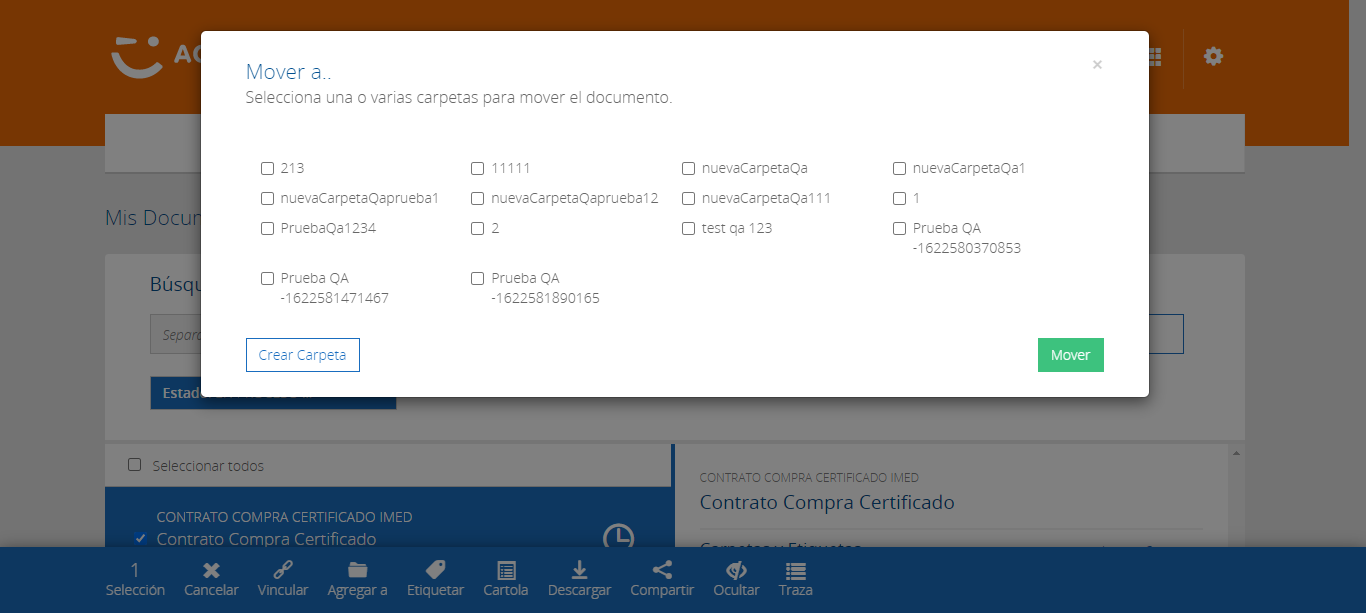 Mover a..
×
Selecciona una o varias carpetas para mover el documento.
213
11111
nuevaCarpetaQa
nuevaCarpetaQa1
nuevaCarpetaQaprueba1
nuevaCarpetaQaprueba12
nuevaCarpetaQa111
1
PruebaQa1234
2
test qa 123
Prueba QA
-1622580370853
Prueba QA
-1622581471467
Prueba QA
-1622581890165
Crear Carpeta
Mover
Mis Docu
Búsqu
Separ
Estad
Seleccionar todos
CONTRATO COMPRA CERTIFICADO IMED
Contrato Compra Certificado
CONTRATO COMPRA CERTIFICADO IMED
Contrato Compra Certificado
Carpetas y Etiquetas
1
Selección
Cancelar
Vincular
Agregar a
Etiquetar
Cartola
Descargar
Compartir
Ocultar
Traza